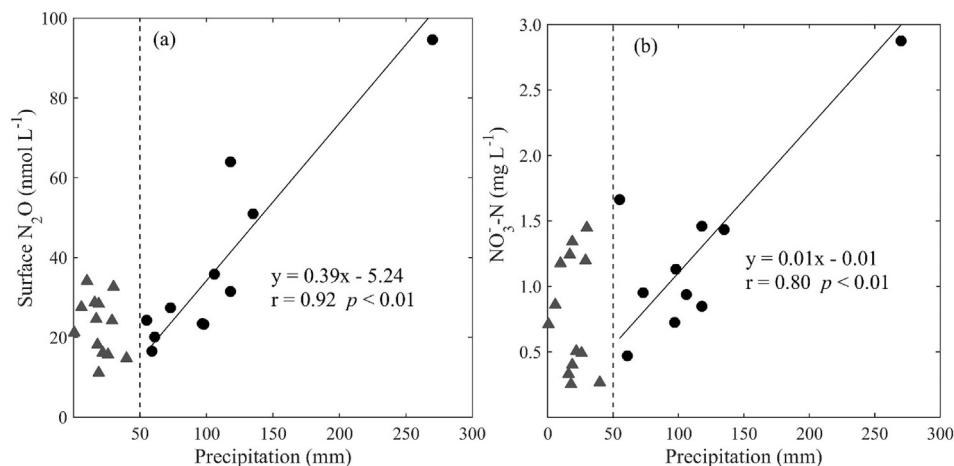 (a)
100
80
60
40
20
0
Surface N₂O (nmol L⁻¹)
y = 0.39x - 5.24
r = 0.92 p < 0.01
0 50 100 150 200 250 300
Precipitation (mm)
(b)
3.0
2.5
2.0
1.5
1.0
0.5
NO₃⁻-N (mg L⁻¹)
y = 0.01x - 0.01
r = 0.80 p < 0.01
0 50 100 150 200 250 300
Precipitation (mm)